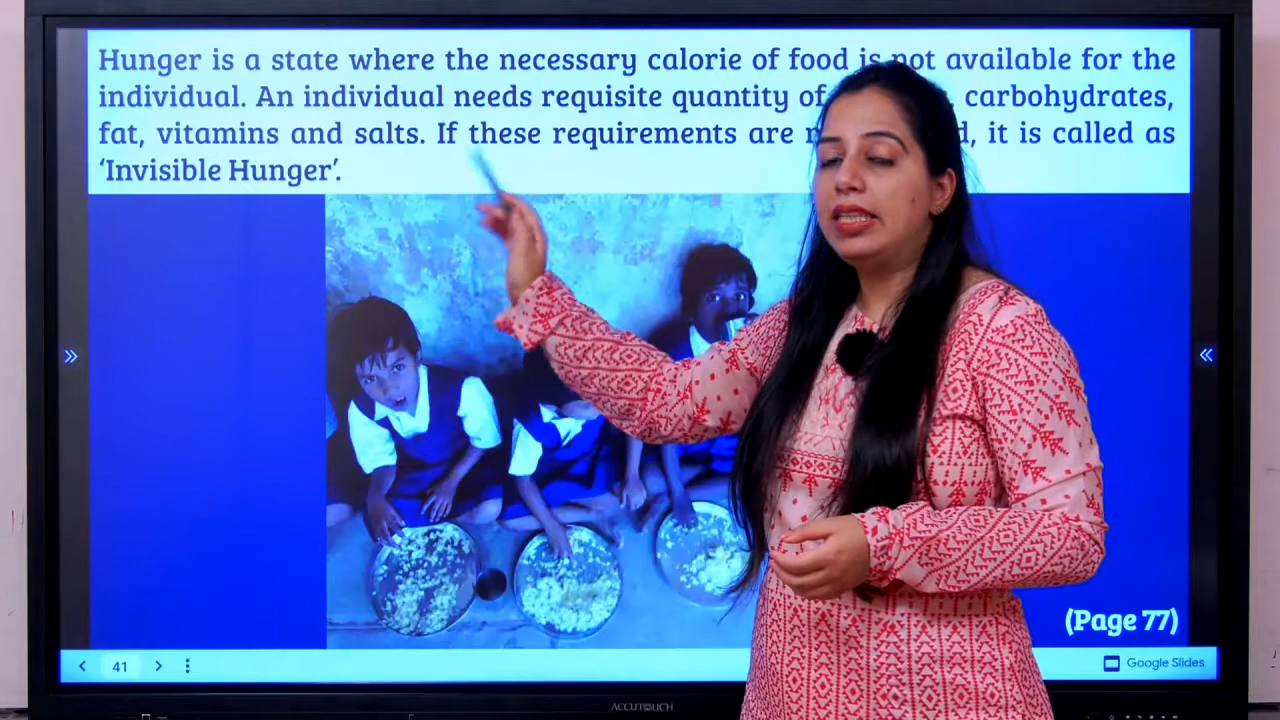 Hunger is a state where the necessary calorie of food is not available for the
individual. An individual needs requisite quantity of carbohydrates,
fat, vitamins and salts. If these requirements are it is called as
‘Invisible Hunger’.
(Page 77)
41
Google Slides
ACCUTOUCH